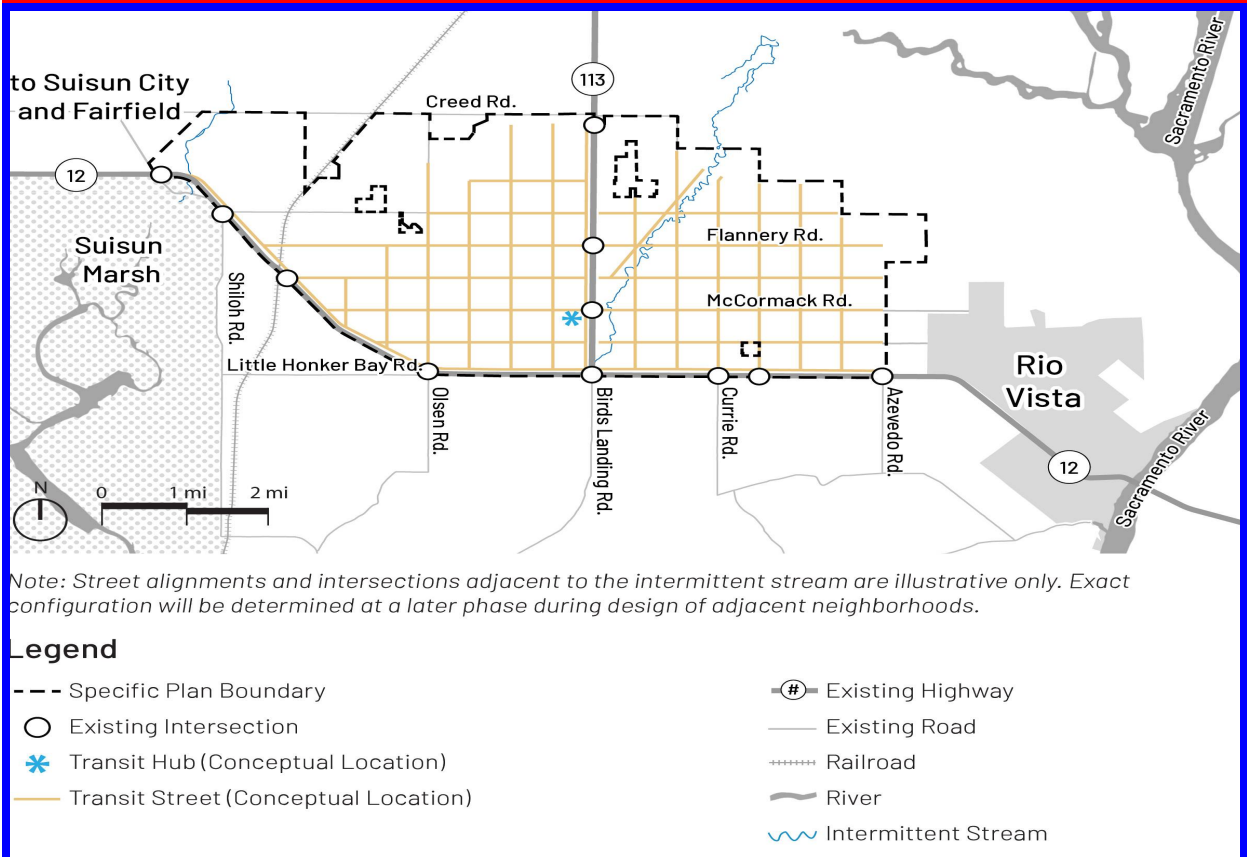 to Suisun City
and Fairfield
113
Creed Rd.
Sacramento River
12
Suisun
Marsh
Flannery Rd.
Shiloh Rd.
McCormack Rd.
Little Honker Bay Rd.
Rio
Vista
Olsen Rd.
Birds Landing Rd.
Currie Rd.
Azevedo Rd.
12
Sacramento River
N
0 1 mi 2 mi
Note: Street alignments and intersections adjacent to the intermittent stream are illustrative only. Exact
configuration will be determined at a later phase during design of adjacent neighborhoods.
Legend
Specific Plan Boundary
Existing Intersection
Transit Hub (Conceptual Location)
Transit Street (Conceptual Location)
# Existing Highway
Existing Road
Railroad
River
Intermittent Stream